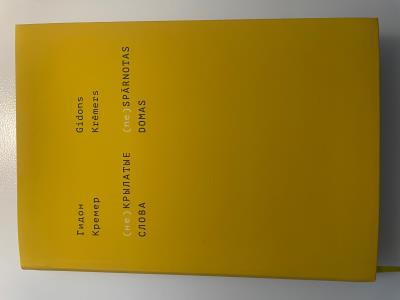 Гидон
Кремер
(не)КРЫЛАТЫЕ
СЛОВА
Gidons
Krēmers
(ne)SPĀRNOTAS
DOMAS